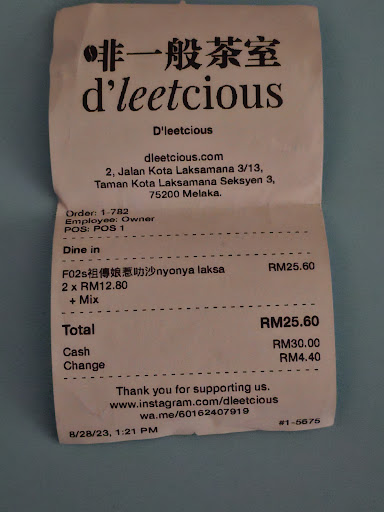 啡一般茶室
d'leetcious
D'leetcious
dleetcious.com
2, Jalan Kota Laksamana 3/13,
Taman Kota Laksamana Seksyen 3,
75200 Melaka.
Order: 1-782
Employee: Owner
POS: POS 1
Dine in
F02s祖傳娘惹叻沙nyonya laksa RM25.60
2 x RM12.80
+ Mix
Total RM25.60
Cash RM30.00
Change RM4.40
Thank you for supporting us.
www.instagram.com/dleetcious
wa.me/60162407919
8/28/23, 1:21 PM #1-5675